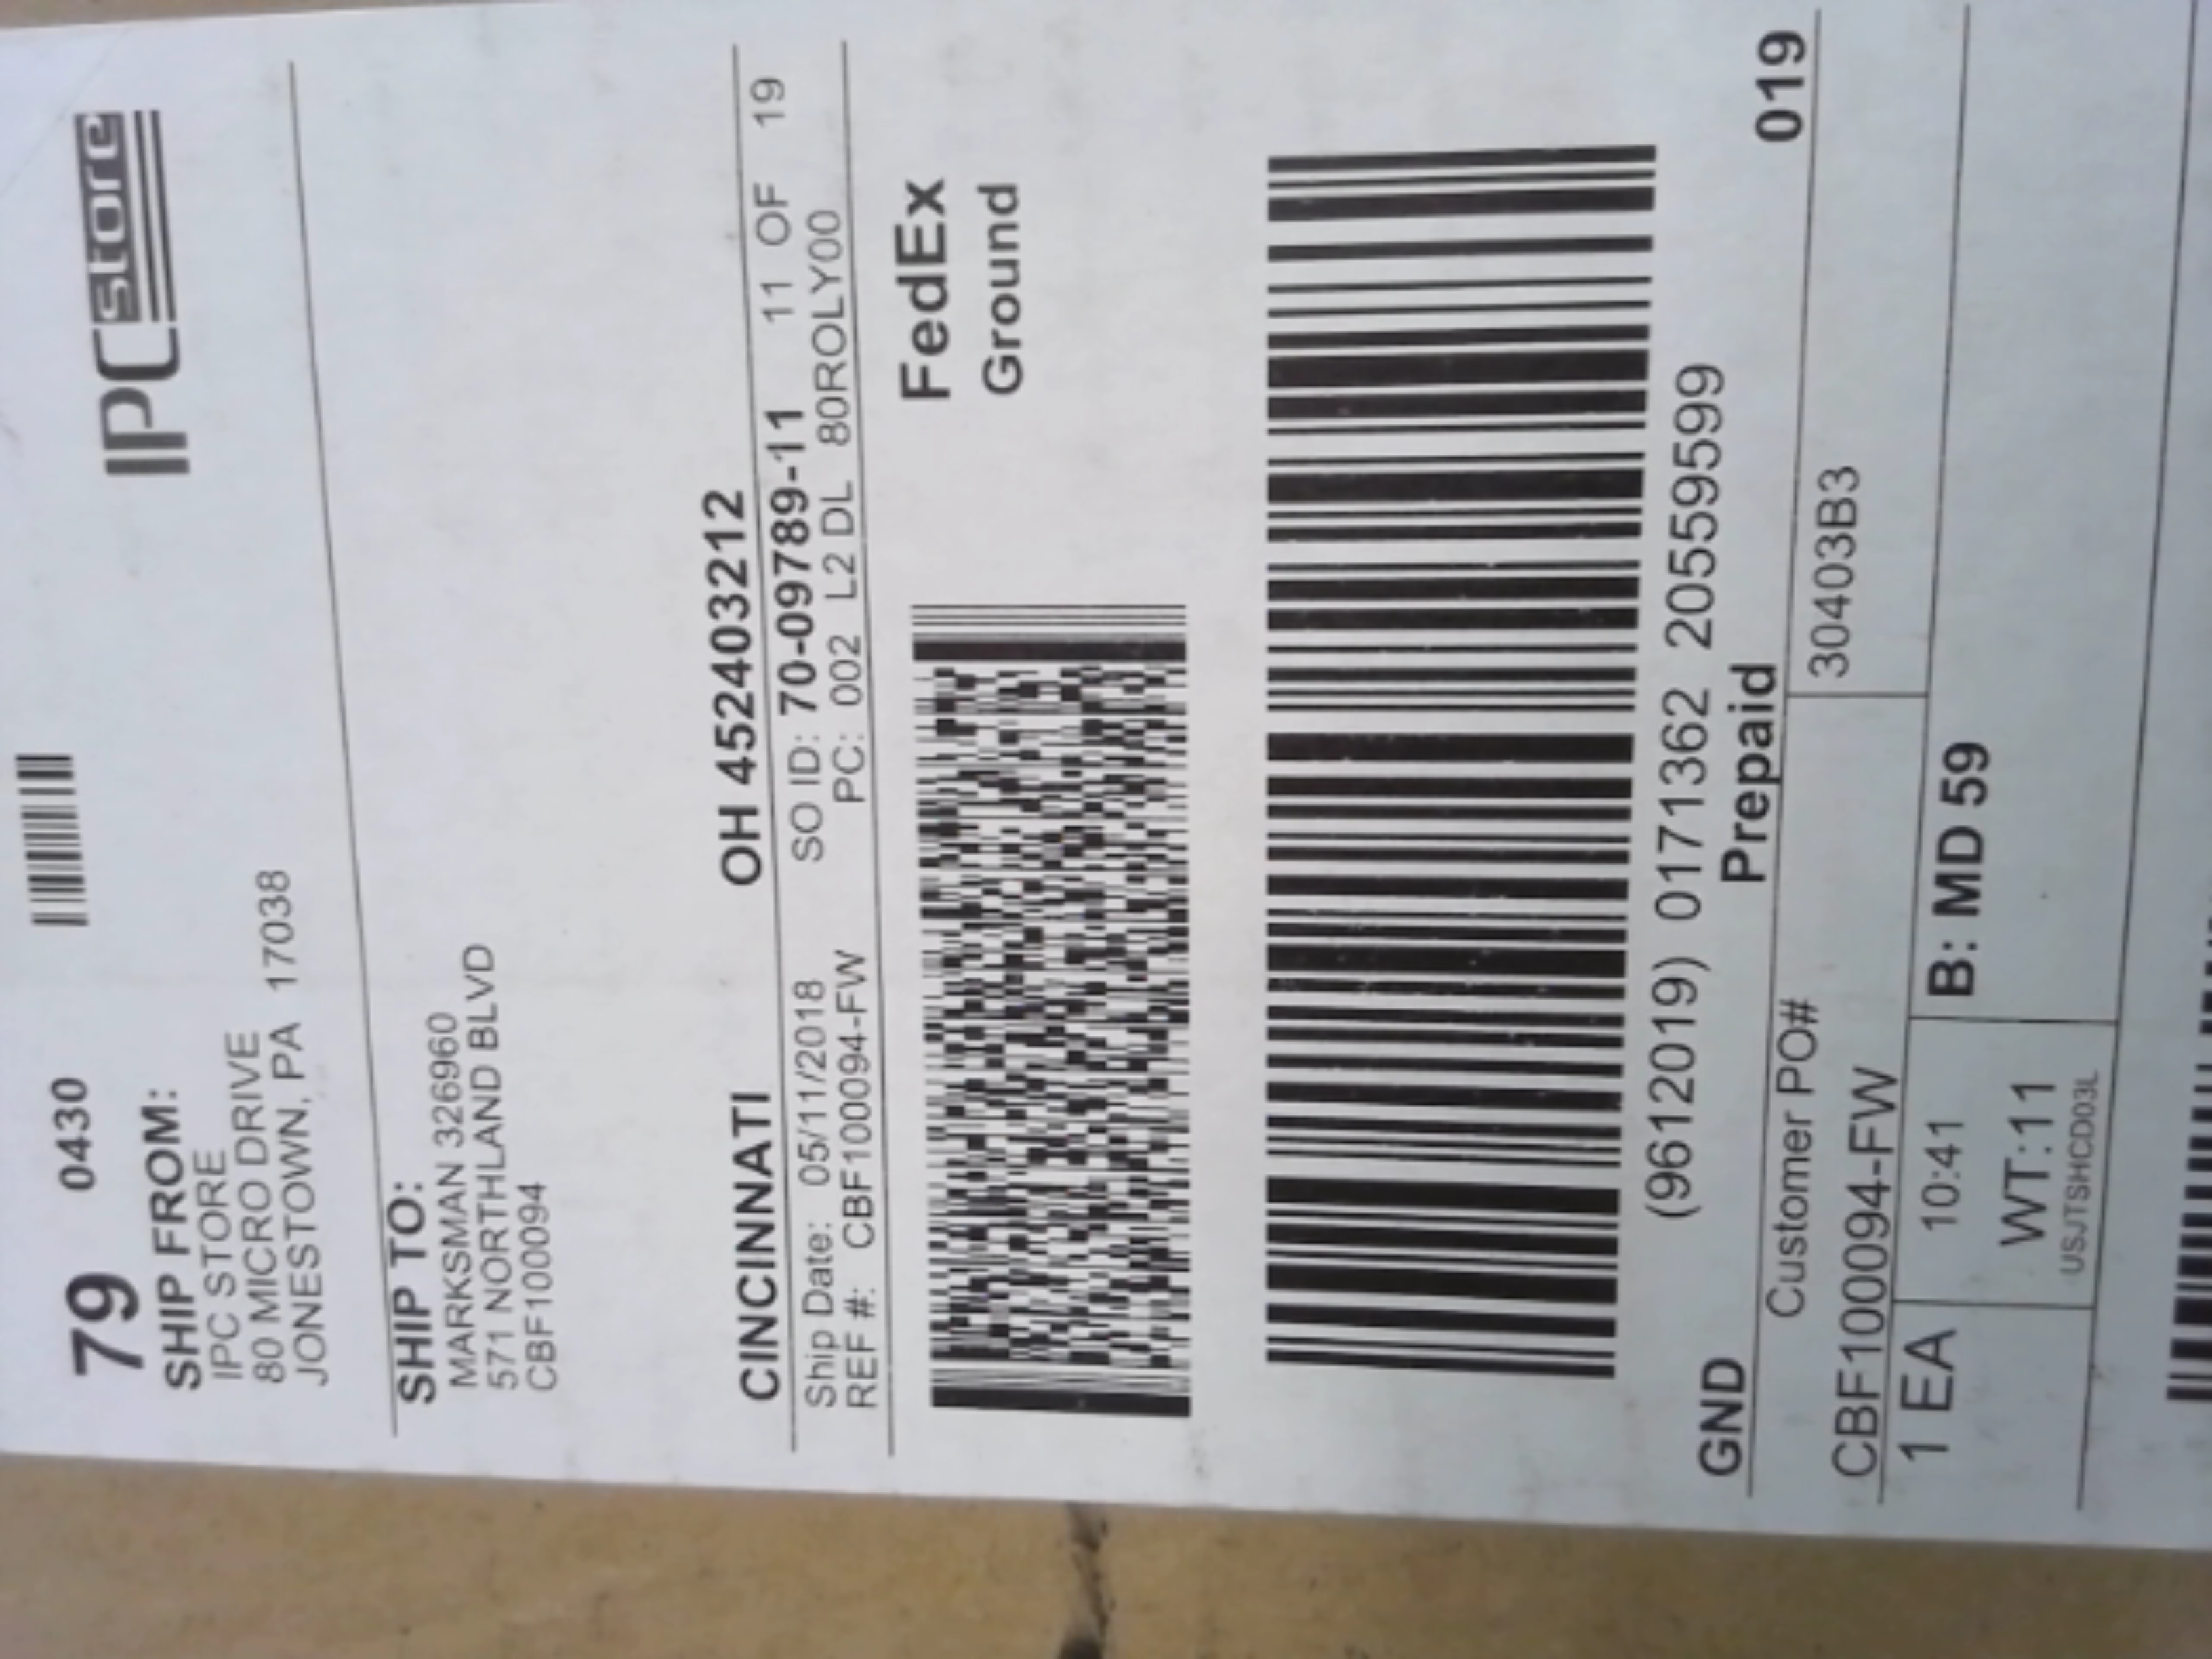 79 0430
SHIP FROM:
IPC STORE
80 MICRO DRIVE
JONESTOWN, PA 17038
IPC store
SHIP TO:
MARKSMAN 326960
571 NORTHLAND BLVD
CBF100094
CINCINNATI OH 452403212
Ship Date: 05/11/2018 SO ID: 70-09789-11 11 OF 19
REF #: CBF100094-FW PC: 002 L2 DL 80ROLY00
FedEx
Ground
(9612019) 0171362 20559599
GND Prepaid 019
Customer PO#
CBF100094-FW 30403B3
1 EA 10:41 B: MD 59
WT:11
USJTSHCD03L